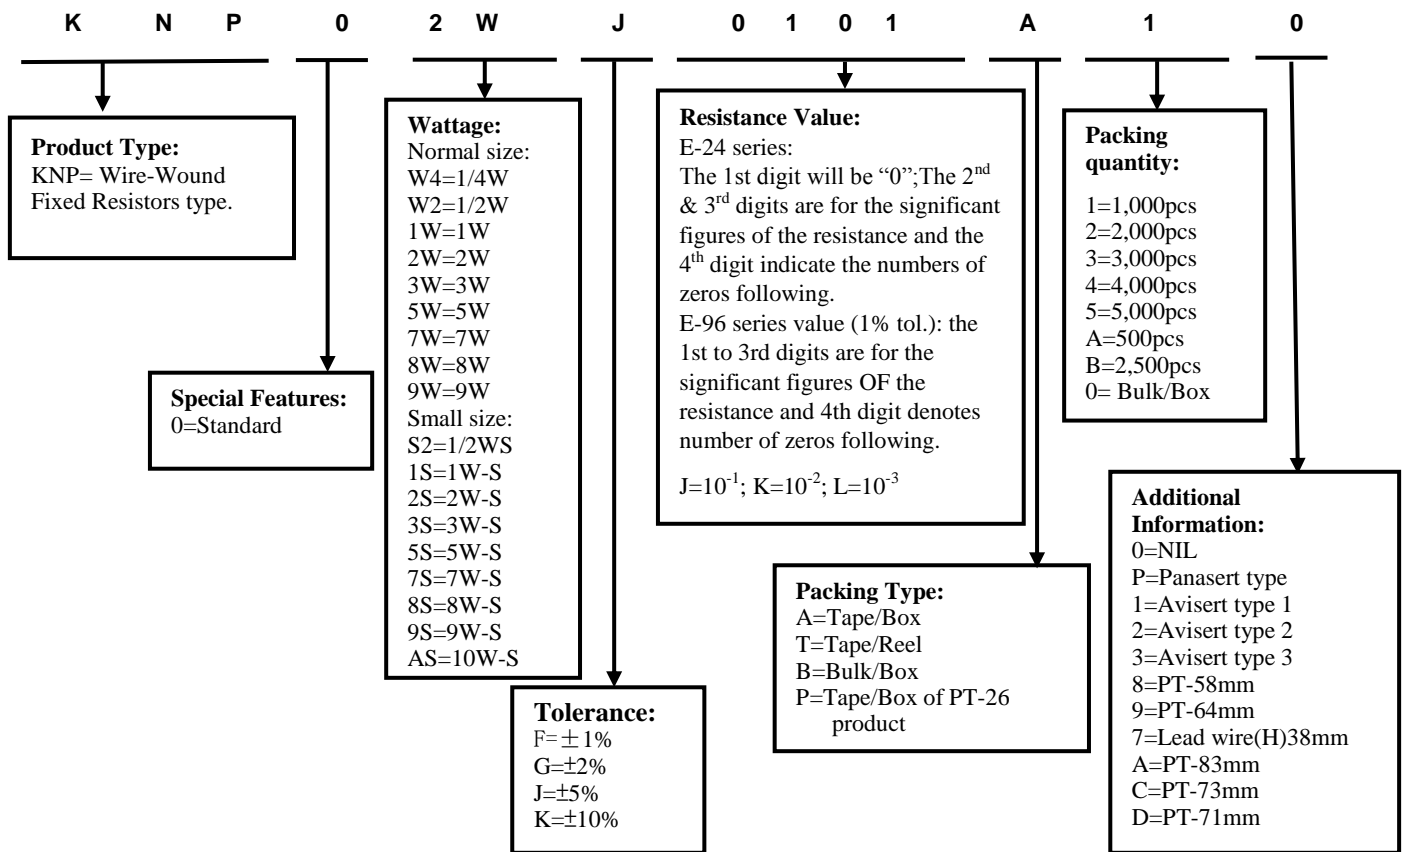 K N P 0 2 W J 0 1 0 1 A 1 0
Product Type:
KNP= Wire-Wound
Fixed Resistors type.
Special Features:
0=Standard
Wattage:
Normal size:
W4=1/4W
W2=1/2W
1W=1W
2W=2W
3W=3W
5W=5W
7W=7W
8W=8W
9W=9W
Small size:
S2=1/2WS
1S=1W-S
2S=2W-S
3S=3W-S
5S=5W-S
7S=7W-S
8S=8W-S
9S=9W-S
AS=10W-S
Tolerance:
F=±1%
G=±2%
J=±5%
K=±10%
Resistance Value:
E-24 series:
The 1st digit will be “0”;The 2nd
& 3rd digits are for the significant
figures of the resistance and the
4th digit indicate the numbers of
zeros following.
E-96 series value (1% tol.): the
1st to 3rd digits are for the
significant figures OF the
resistance and 4th digit denotes
number of zeros following.
J=10-1; K=10-2; L=10-3
Packing Type:
A=Tape/Box
T=Tape/Reel
B=Bulk/Box
P=Tape/Box of PT-26
product
Packing
quantity:
1=1,000pcs
2=2,000pcs
3=3,000pcs
4=4,000pcs
5=5,000pcs
A=500pcs
B=2,500pcs
0= Bulk/Box
Additional
Information:
0=NIL
P=Panasert type
1=Avisert type 1
2=Avisert type 2
3=Avisert type 3
8=PT-58mm
9=PT-64mm
7=Lead wire(H)38mm
A=PT-83mm
C=PT-73mm
D=PT-71mm